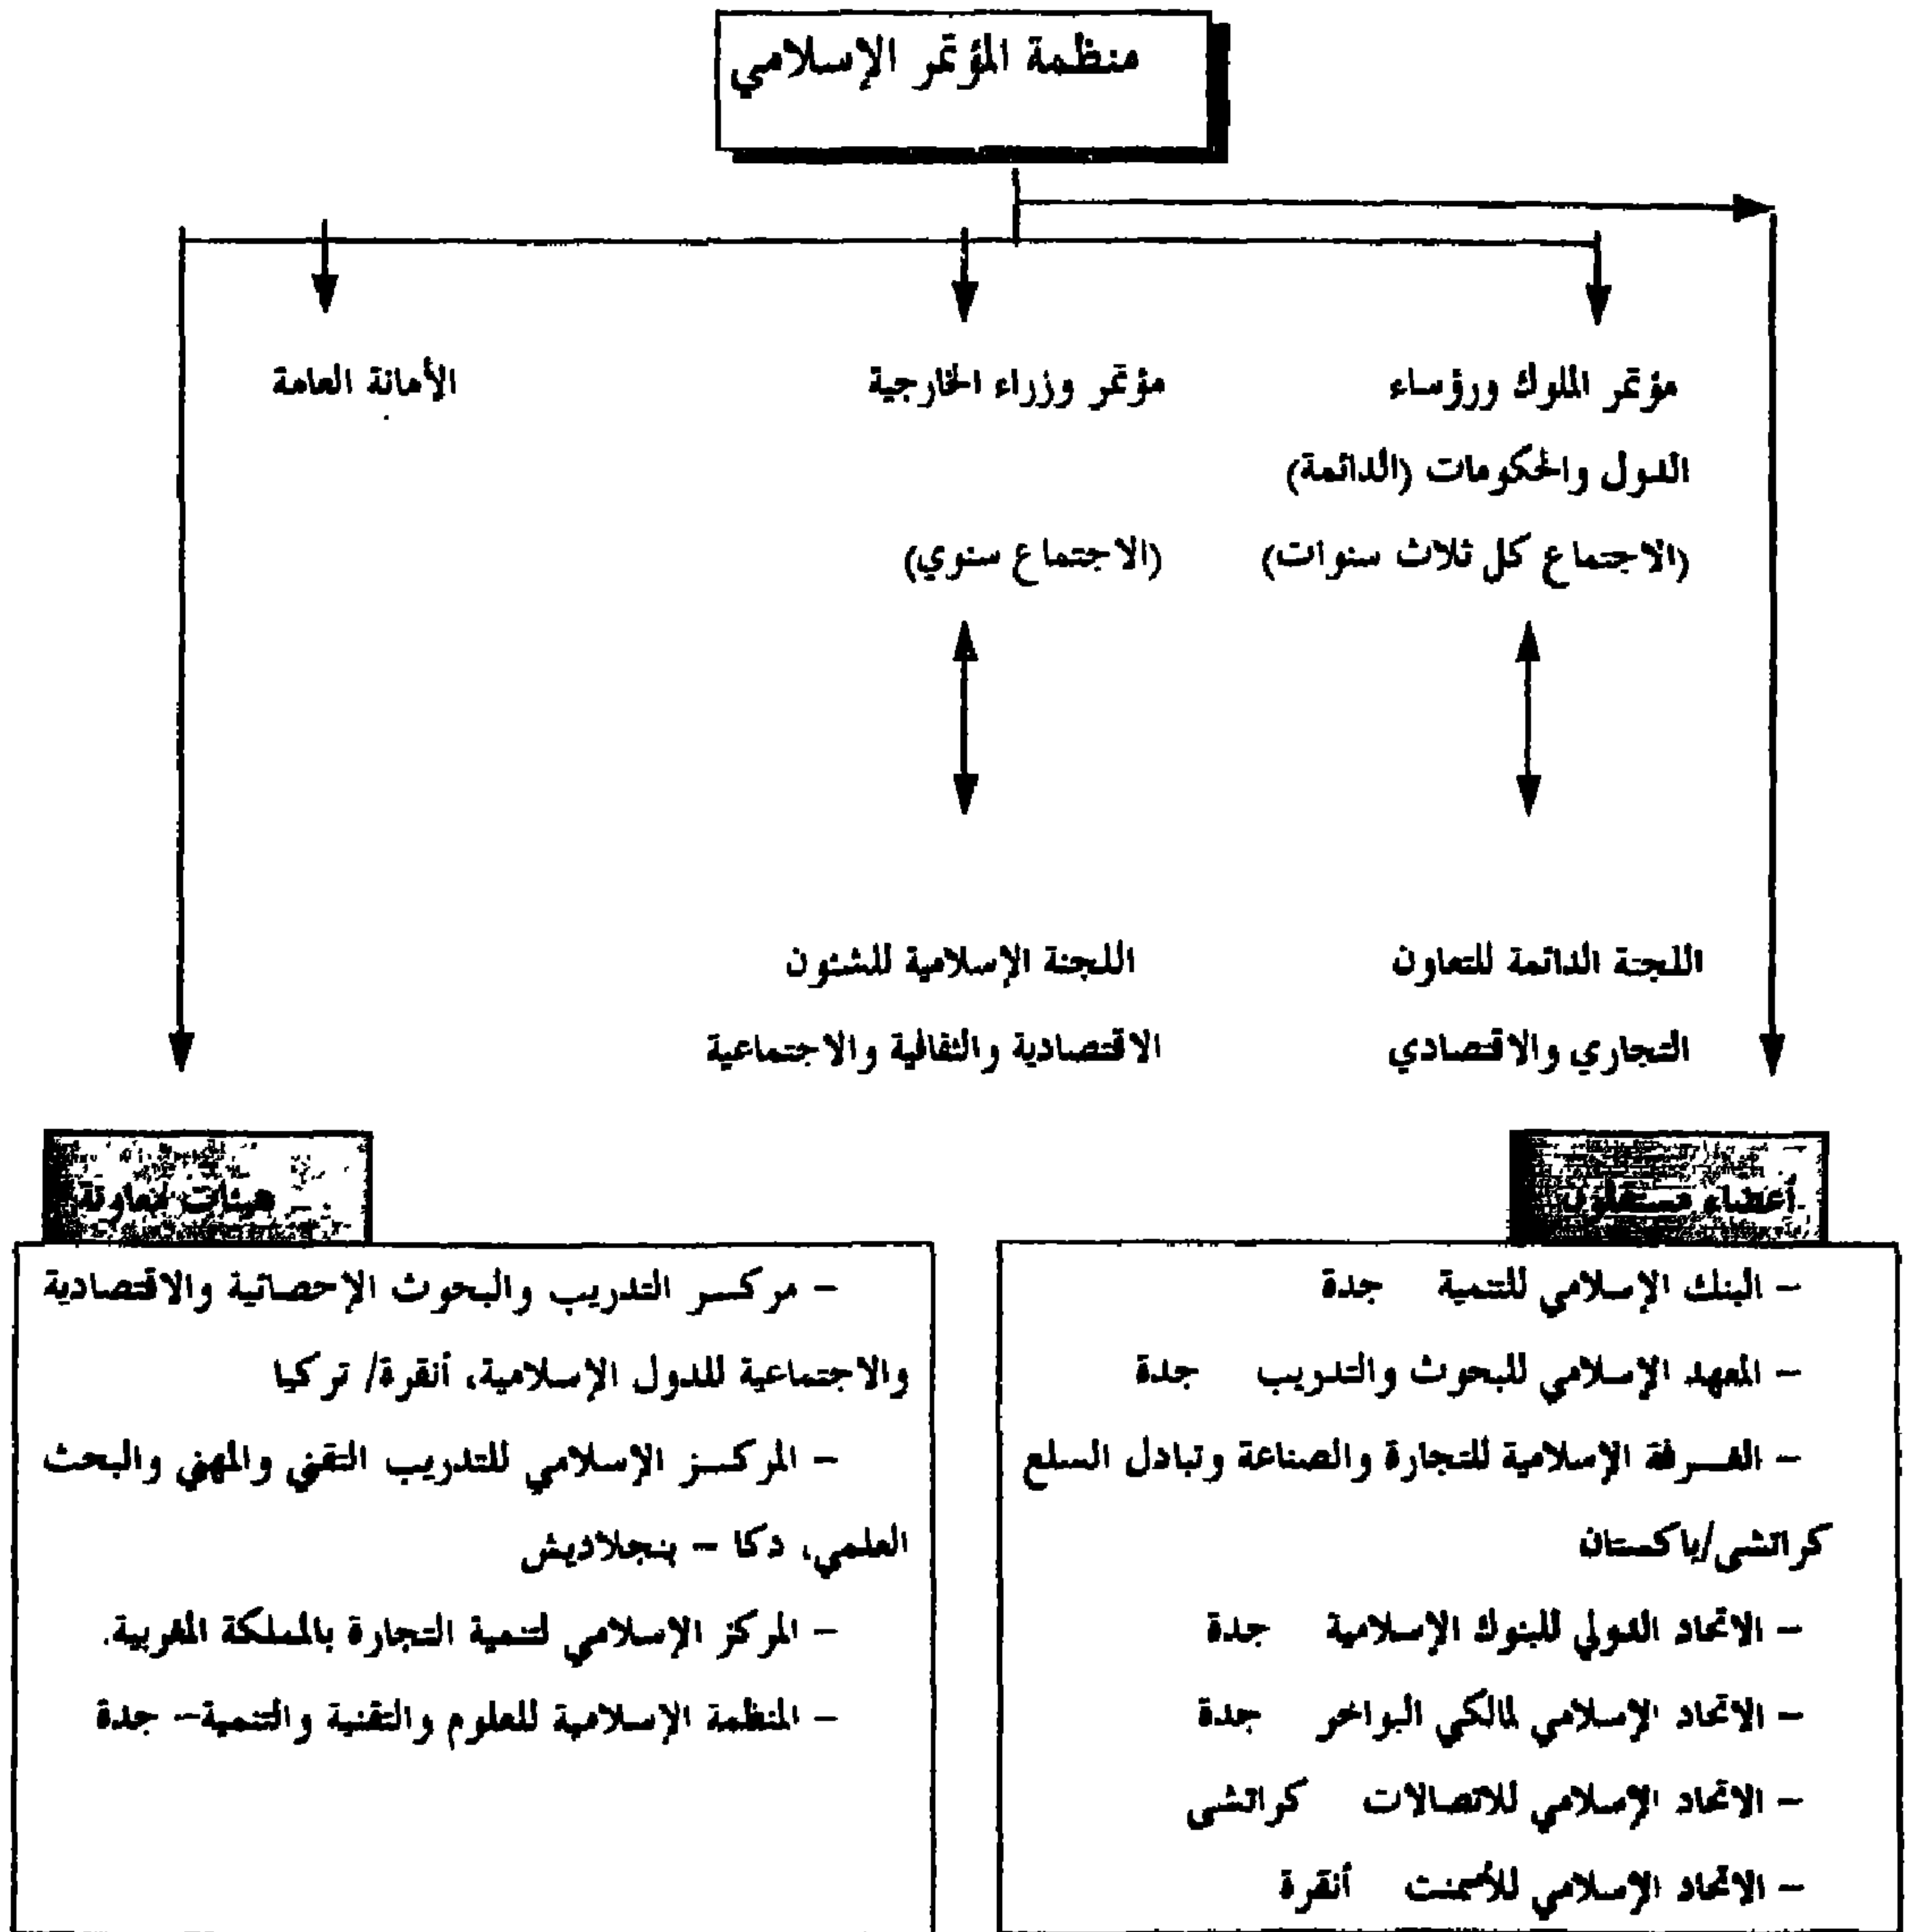 منظمة المؤتمر الإسلامي
مؤتمر الملوك ورؤساء
الدول والحكومات (الدائمة)
(الاجتماع كل ثلاث سنوات)
مؤتمر وزراء الخارجية
(الاجتماع سنوي)
الأمانة العامة
اللجنة الدائمة للتعاون
التجاري والاقتصادي
اللجنة الإسلامية للشئون
الاقتصادية والثقافية والاجتماعية
أعضاء مستقلون
– البنك الإسلامي للتنمية جدة
– المعهد الإسلامي للبحوث والتدريب جدة
– الغرفة الإسلامية للتجارة والصناعة وتبادل السلع
كراتشي/باكستان
– الاتحاد الدولي للبنوك الإسلامية جدة
– الاتحاد الإسلامي لمالكي البواخر جدة
– الاتحاد الإسلامي للاتصالات كراتشى
– الاتحاد الإسلامي للأسمنت أنقرة
هيئات
– مركز التدريب والبحوث الإحصائية والاقتصادية
والاجتماعية للدول الإسلامية، أنقرة/ تركيا
– المركز الإسلامي للتدريب التقني والمهني والبحث
العلمي، دكا – بنجلاديش
– المركز الإسلامي لتنمية التجارة بالمملكة المغربية.
– المنظمة الإسلامية للعلوم والتقنية والتنمية– جدة